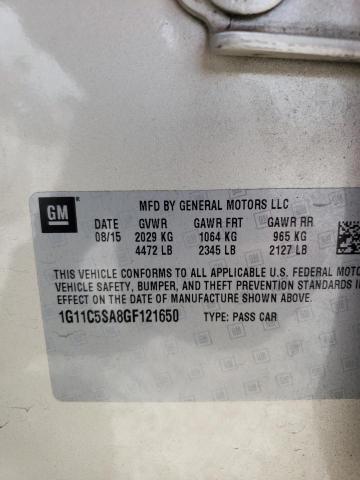 GM
MFD BY GENERAL MOTORS LLC
DATE GVWR GAWR FRT GAWR RR
08/15 2029 KG 1064 KG 965 KG
4472 LB 2345 LB 2127 LB
THIS VEHICLE CONFORMS TO ALL APPLICABLE U.S. FEDERAL MOTOR
VEHICLE SAFETY, BUMPER, AND THEFT PREVENTION STANDARDS
IN EFFECT ON THE DATE OF MANUFACTURE SHOWN ABOVE.
1G11C5SA8GF121650 TYPE: PASS CAR